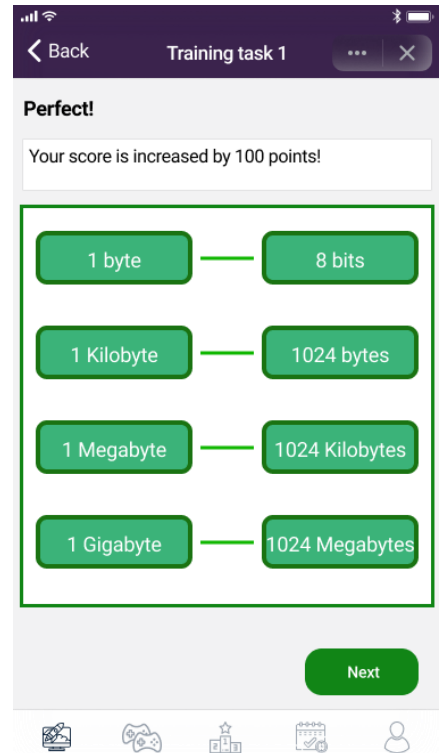 Back
Training task 1
Perfect!
Your score is increased by 100 points!
1 byte
8 bits
1 Kilobyte
1024 bytes
1 Megabyte
1024 Kilobytes
1 Gigabyte
1024 Megabytes
Next